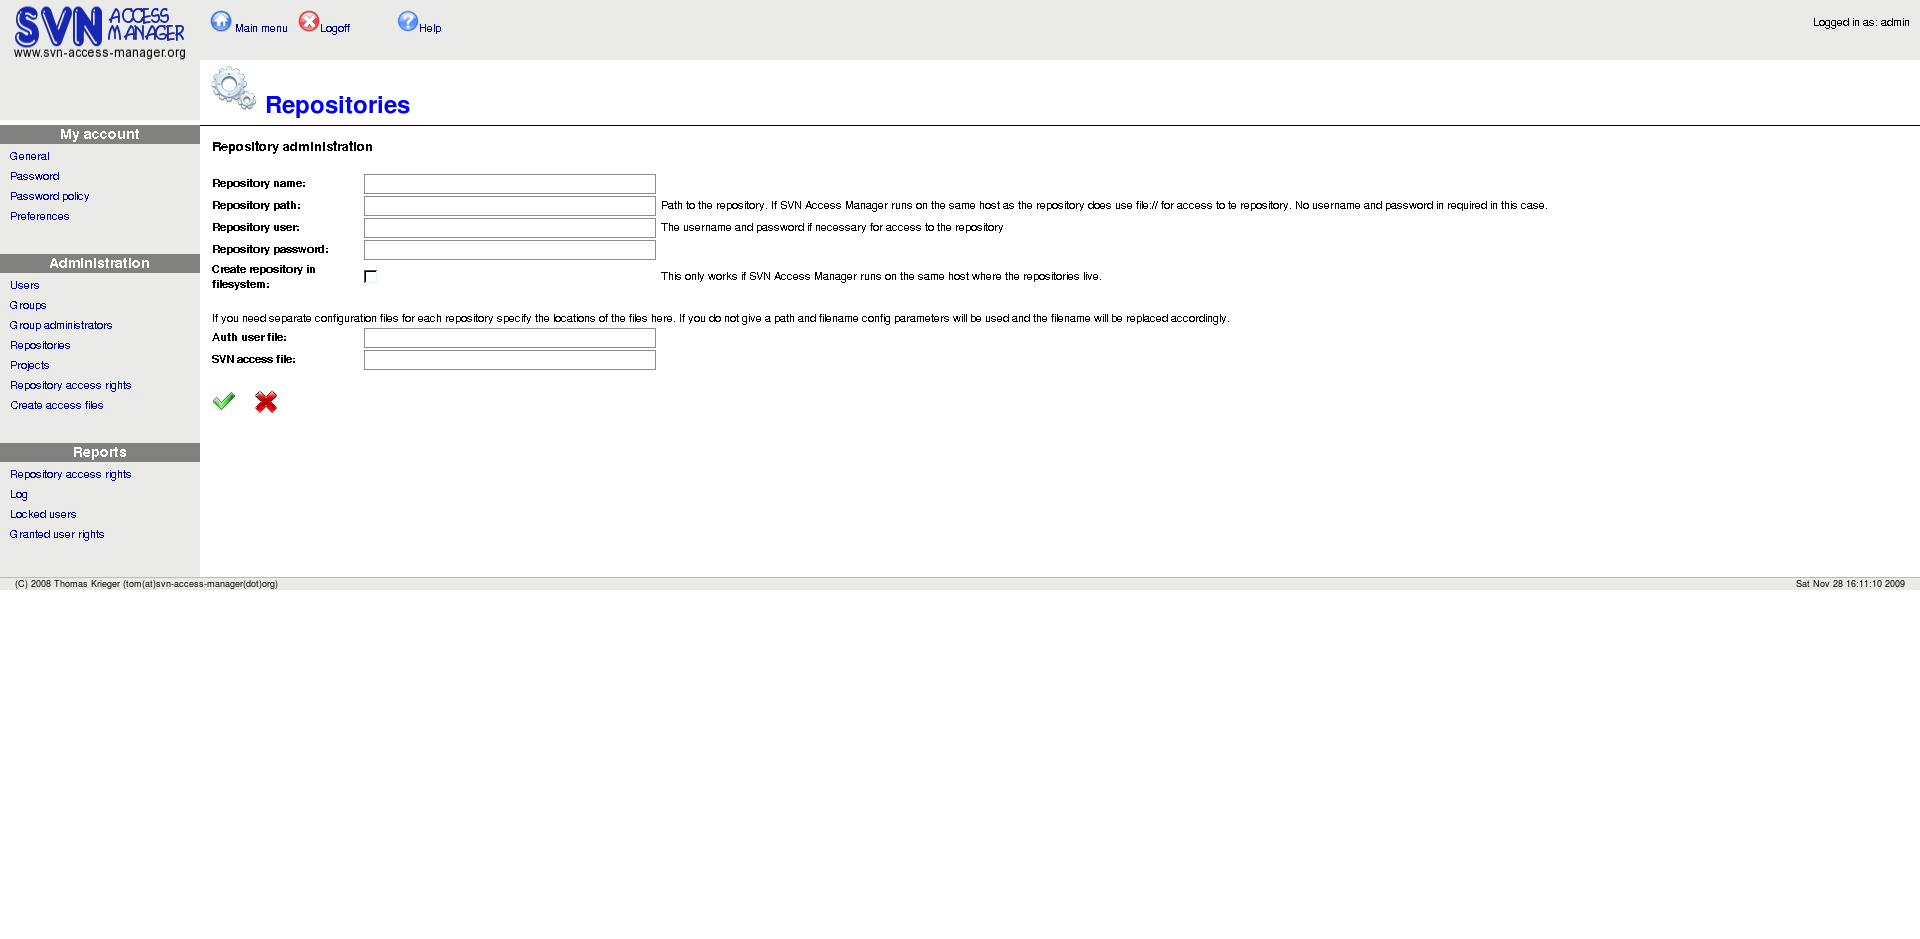 SVN ACCESS MANAGER
www.svn-access-manager.org
Main menu
Logoff
Help
Logged in as: admin
Repositories
My account
General
Password
Password policy
Preferences
Administration
Users
Groups
Group administrators
Repositories
Projects
Repository access rights
Create access files
Reports
Repository access rights
Log
Locked users
Granted user rights
Repository administration
Repository name:
Repository path:
Path to the repository. If SVN Access Manager runs on the same host as the repository does use file:// for access to te repository. No username and password in required in this case.
Repository user:
The username and password if necessary for access to the repository
Repository password:
Create repository in
filesystem:
This only works if SVN Access Manager runs on the same host where the repositories live.
If you need separate configuration files for each repository specify the locations of the files here. If you do not give a path and filename config parameters will be used and the filename will be replaced accordingly.
Auth user file:
SVN access file:
(C) 2008 Thomas Krieger (tom(at)svn-access-manager(dot)org)
Sat Nov 28 16:11:10 2009